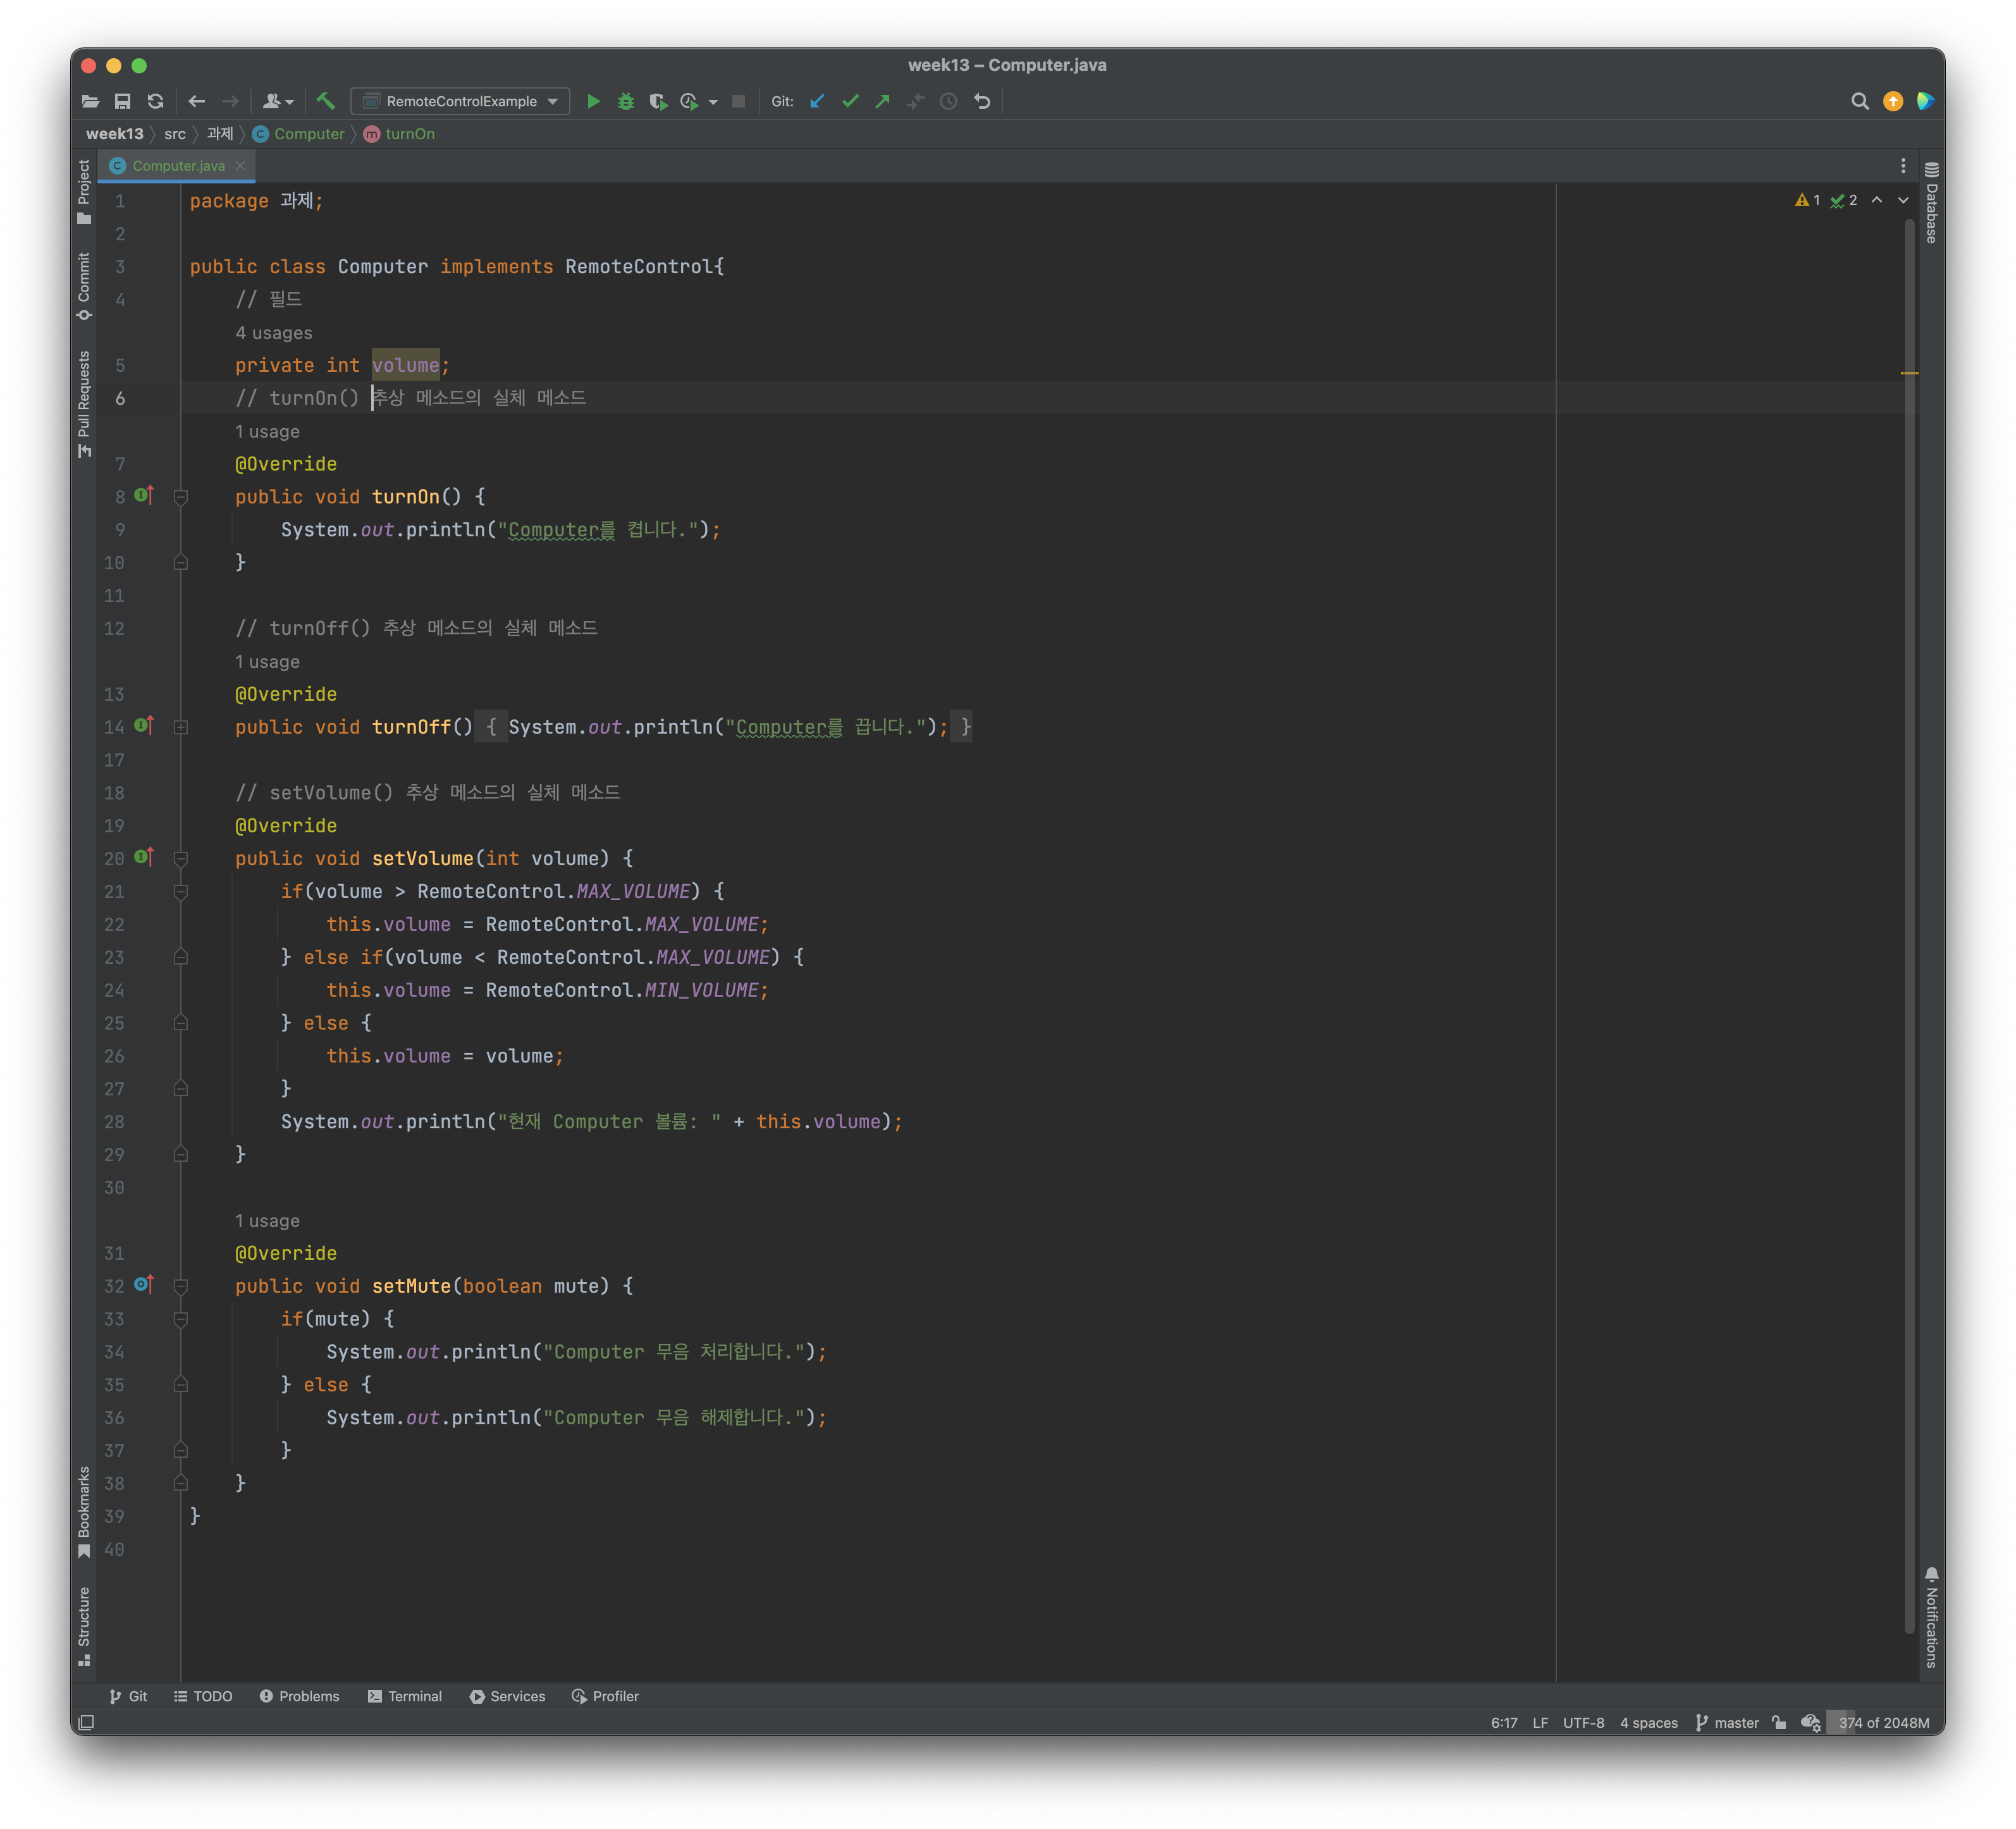 week13 – Computer.java
RemoteControlExample
Git:
week13 src 과제 Computer turnOn
Computer.java
1 package 과제;
2
3 public class Computer implements RemoteControl{
4 // 필드
4 usages
5 private int volume;
6 // turnOn() 추상 메소드의 실체 메소드
1 usage
7 @Override
8 public void turnOn() {
9 System.out.println("Computer를 켭니다.");
10 }
11
12 // turnOff() 추상 메소드의 실체 메소드
1 usage
13 @Override
14 public void turnOff() { System.out.println("Computer를 끕니다."); }
17
18 // setVolume() 추상 메소드의 실체 메소드
19 @Override
20 public void setVolume(int volume) {
21 if(volume > RemoteControl.MAX_VOLUME) {
22 this.volume = RemoteControl.MAX_VOLUME;
23 } else if(volume < RemoteControl.MAX_VOLUME) {
24 this.volume = RemoteControl.MIN_VOLUME;
25 } else {
26 this.volume = volume;
27 }
28 System.out.println("현재 Computer 볼륨: " + this.volume);
29 }
30
1 usage
31 @Override
32 public void setMute(boolean mute) {
33 if(mute) {
34 System.out.println("Computer 무음 처리합니다.");
35 } else {
36 System.out.println("Computer 무음 해제합니다.");
37 }
38 }
39 }
40
1 2
Project
Commit
Pull Requests
Bookmarks
Structure
Database
Notifications
Git TODO Problems Terminal Services Profiler
6:17 LF UTF-8 4 spaces master 374 of 2048M